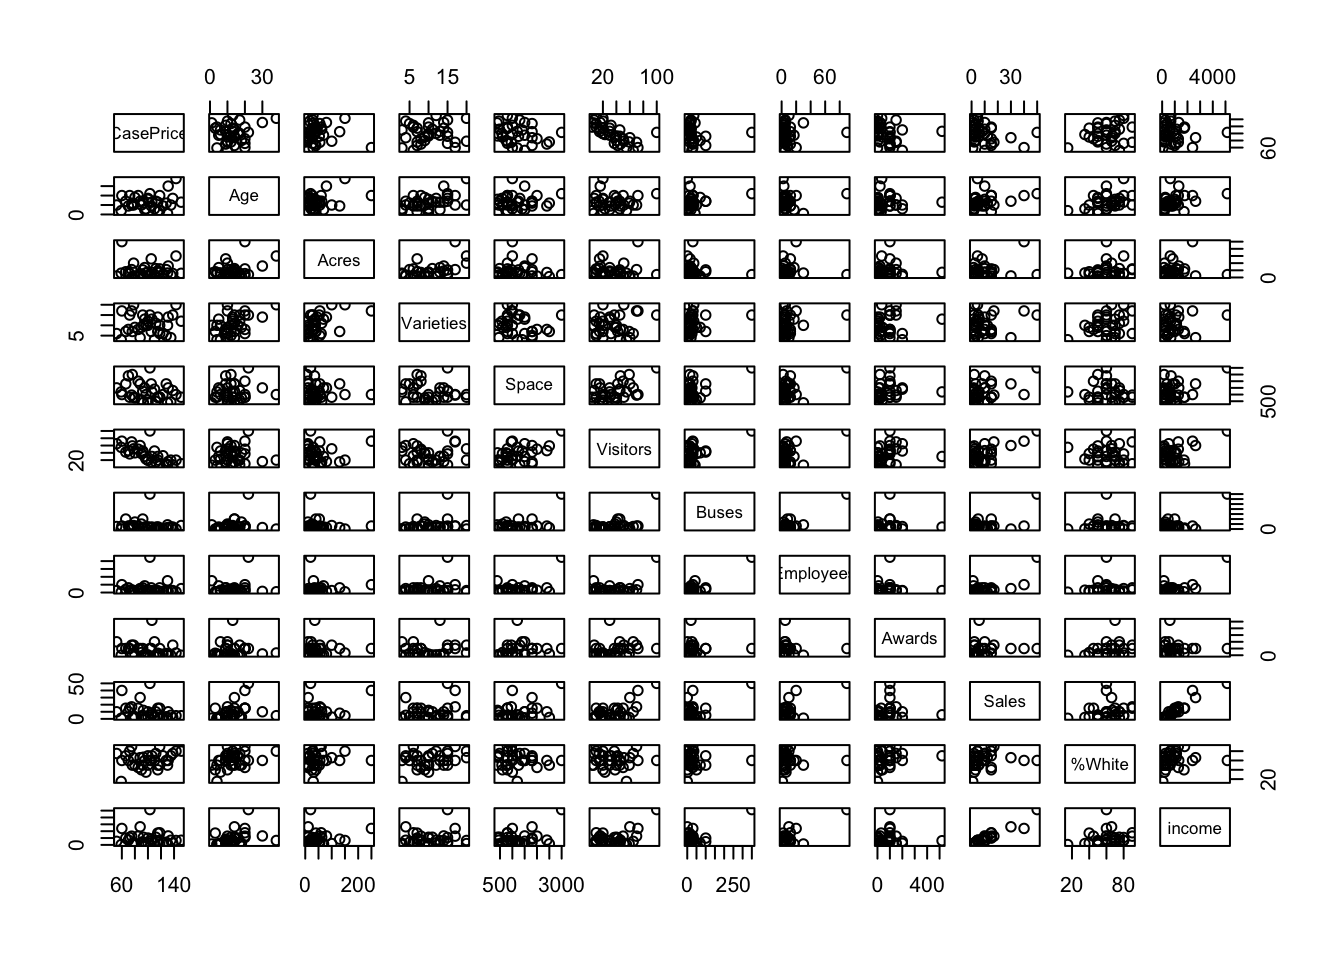 0 30 5 15 20 100 0 60 0 30 0 4000
CasePrice 60
0 Age
Acres 0
5 Varieties
Space 500
20 Visitors
Buses 0
0 Employee
Awards 0
0 50 Sales
%White 20
0 income
60 140 0 200 500 3000 0 250 0 400 20 80